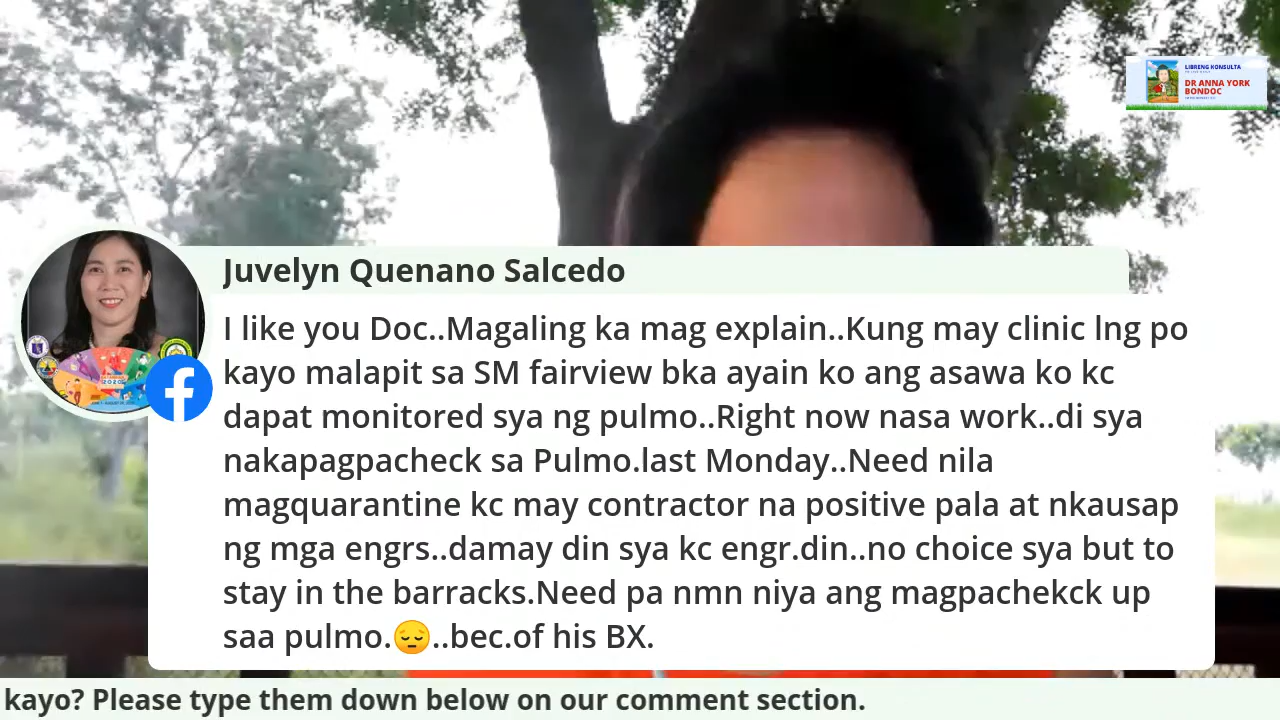 LIBRENG KONSULTA
DR ANNA YORK
BONDOC
Juvelyn Quenano Salcedo
I like you Doc..Magaling ka mag explain..Kung may clinic lng po
kayo malapit sa SM fairview bka ayain ko ang asawa ko kc
dapat monitored sya ng pulmo..Right now nasa work..di sya
nakapagpacheck sa Pulmo.last Monday..Need nila
magquarantine kc may contractor na positive pala at nkausap
ng mga engrs..damay din sya kc engr.din..no choice sya but to
stay in the barracks.Need pa nmn niya ang magpachekck up
saa pulmo.😔..bec.of his BX.
kayo? Please type them down below on our comment section.